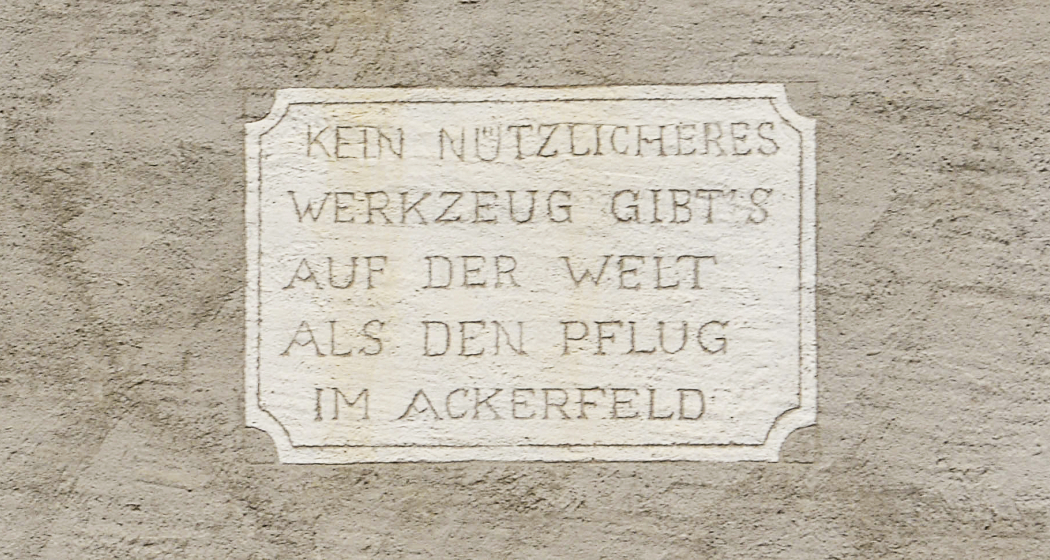 KEIN NÜTZLICHERES
WERKZEUG GIBT'S
AUF DER WELT
ALS DEN PFLUG
IM ACKERFELD